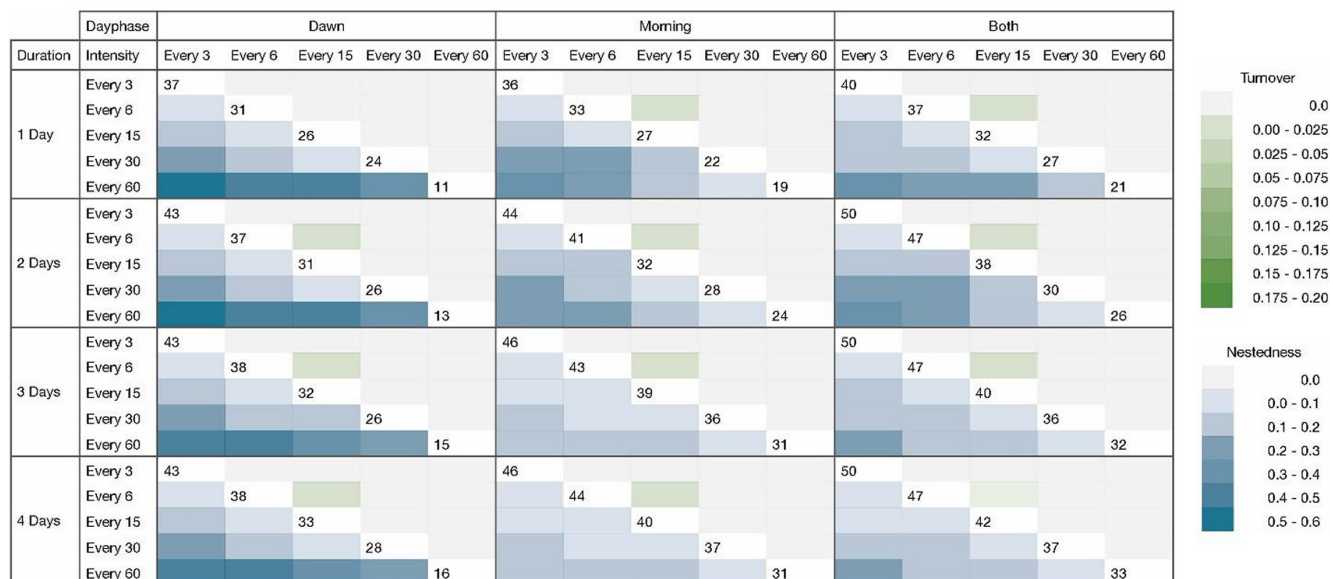 Dayphase Dawn Morning Both
Duration Intensity Every 3 Every 6 Every 15 Every 30 Every 60 Every 3 Every 6 Every 15 Every 30 Every 60 Every 3 Every 6 Every 15 Every 30 Every 60
Every 3 37 36 40
Every 6 31 33 37
1 Day Every 15 26 27 32
Every 30 24 22 27
Every 60 11 19 21
Every 3 43 44 50
Every 6 37 41 47
2 Days Every 15 31 32 38
Every 30 26 28 30
Every 60 13 24 26
Every 3 43 46 50
Every 6 38 43 47
3 Days Every 15 32 39 40
Every 30 26 36 36
Every 60 15 31 32
Every 3 43 46 50
Every 6 38 44 47
4 Days Every 15 33 40 42
Every 30 28 37 37
Every 60 16 31 33
Turnover
0.0
0.00 - 0.025
0.025 - 0.05
0.05 - 0.075
0.075 - 0.10
0.10 - 0.125
0.125 - 0.15
0.15 - 0.175
0.175 - 0.20
Nestedness
0.0
0.0 - 0.1
0.1 - 0.2
0.2 - 0.3
0.3 - 0.4
0.4 - 0.5
0.5 - 0.6